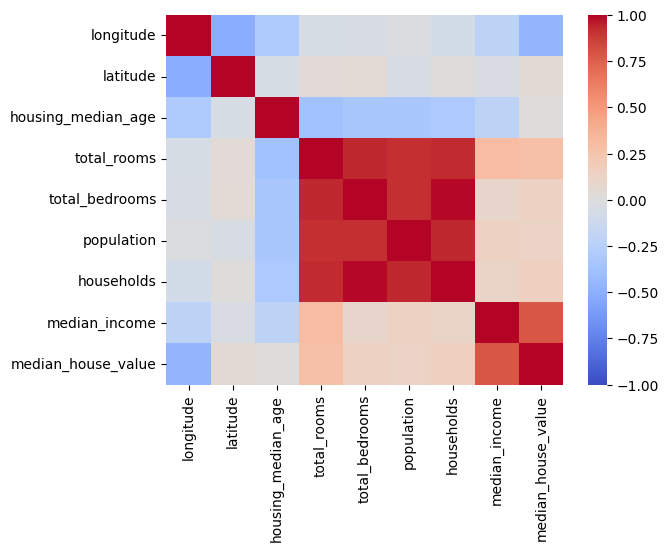 longitude
latitude
housing_median_age
total_rooms
total_bedrooms
population
households
median_income
median_house_value
longitude
latitude
housing_median_age
total_rooms
total_bedrooms
population
households
median_income
median_house_value
1.00
0.75
0.50
0.25
0.00
−0.25
−0.50
−0.75
−1.00